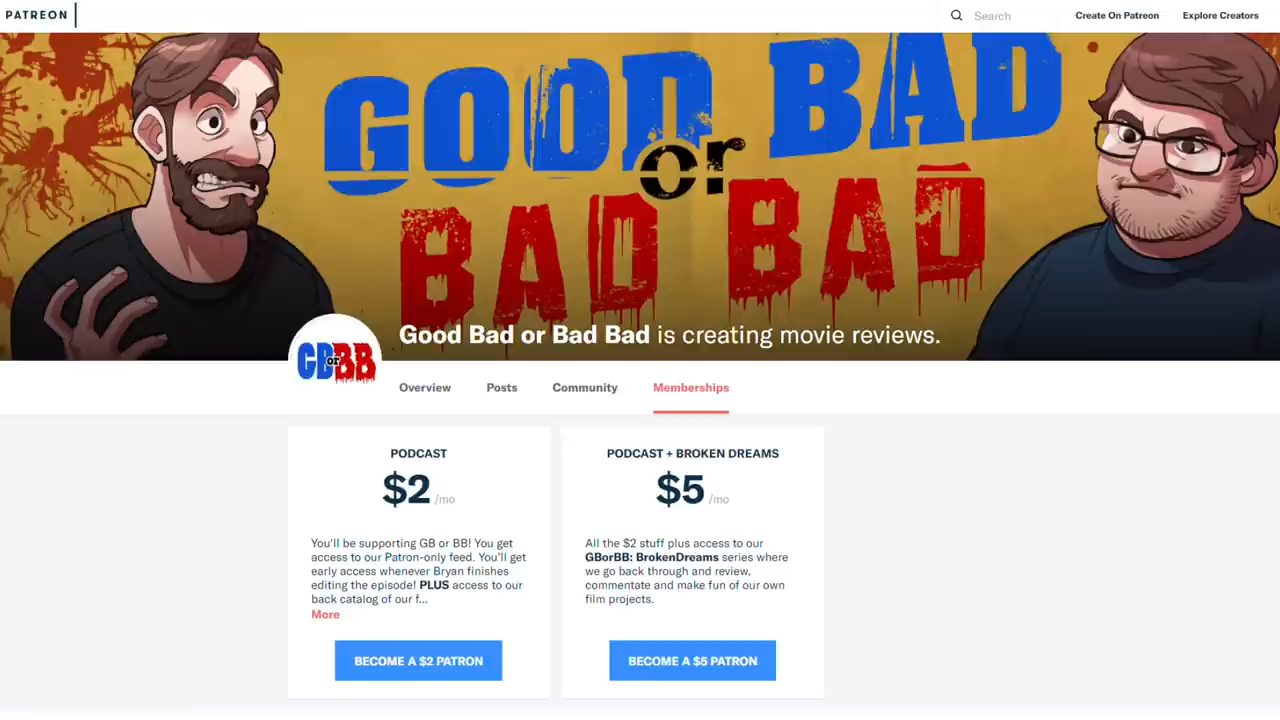 PATREON
Search
Create On Patreon
Explore Creators
GOOD BAD
or
BAD BAD
Good Bad or Bad Bad is creating movie reviews.
GB or BB
Overview
Posts
Community
Memberships
PODCAST
$2 /mo
You'll be supporting GB or BB! You get
access to our Patron-only feed. You'll get
early access whenever Bryan finishes
editing the episode! PLUS access to our
back catalog of our f...
More
BECOME A $2 PATRON
PODCAST + BROKEN DREAMS
$5 /mo
All the $2 stuff plus access to our
GBorBB: BrokenDreams series where
we go back through and review,
commentate and make fun of our own
film projects.
BECOME A $5 PATRON